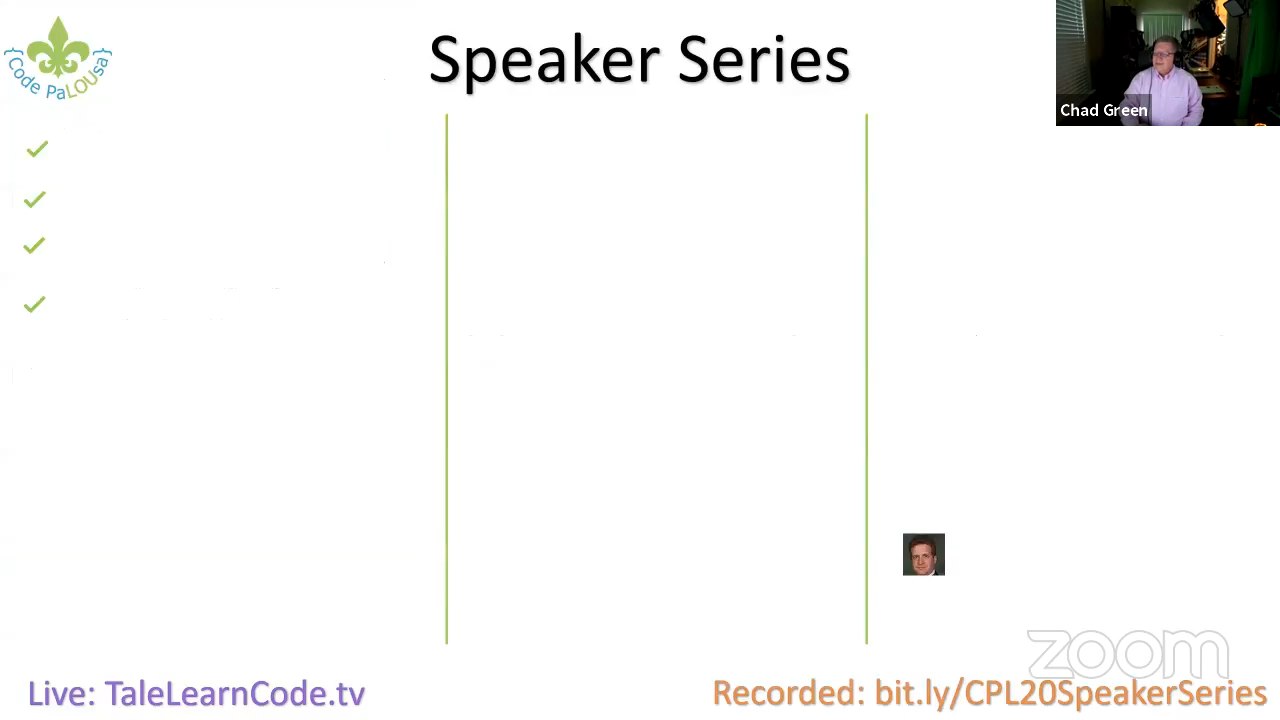 Speaker Series
{Code PaLOUsa}
Chad Green
zoom
Live: TaleLearnCode.tv
Recorded: bit.ly/CPL20SpeakerSeries